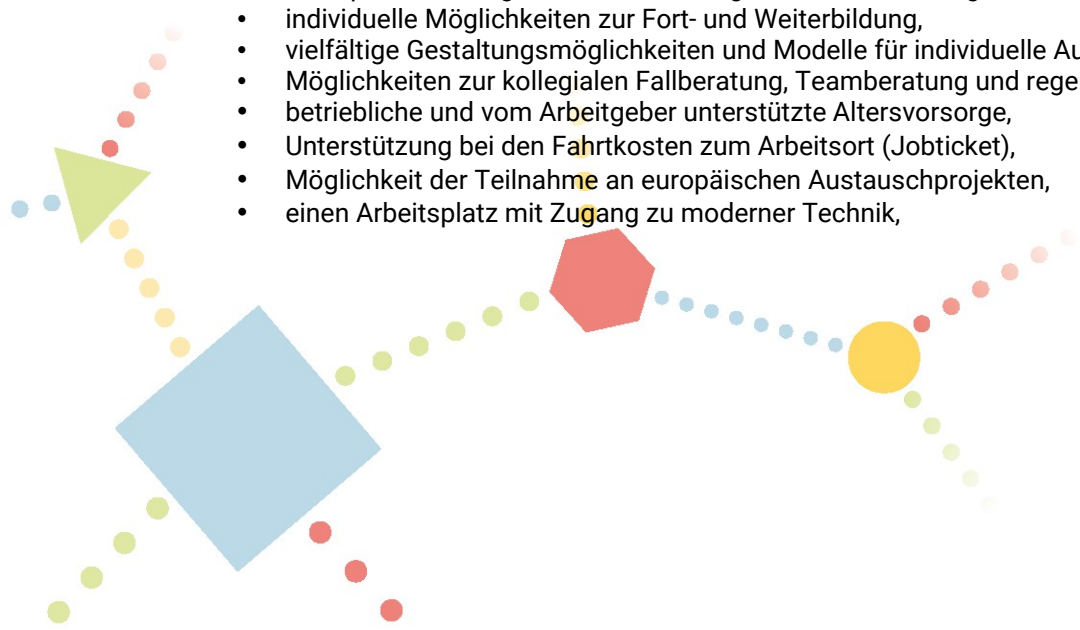 • individuelle Möglichkeiten zur Fort- und Weiterbildung,
• vielfältige Gestaltungsmöglichkeiten und Modelle für individuelle
• Möglichkeiten zur kollegialen Fallberatung, Teamberatung und
• betriebliche und vom Arbeitgeber unterstützte Altersvorsorge,
• Unterstützung bei den Fahrtkosten zum Arbeitsort (Jobticket),
• Möglichkeit der Teilnahme an europäischen Austauschprojekten,
• einen Arbeitsplatz mit Zugang zu moderner Technik,